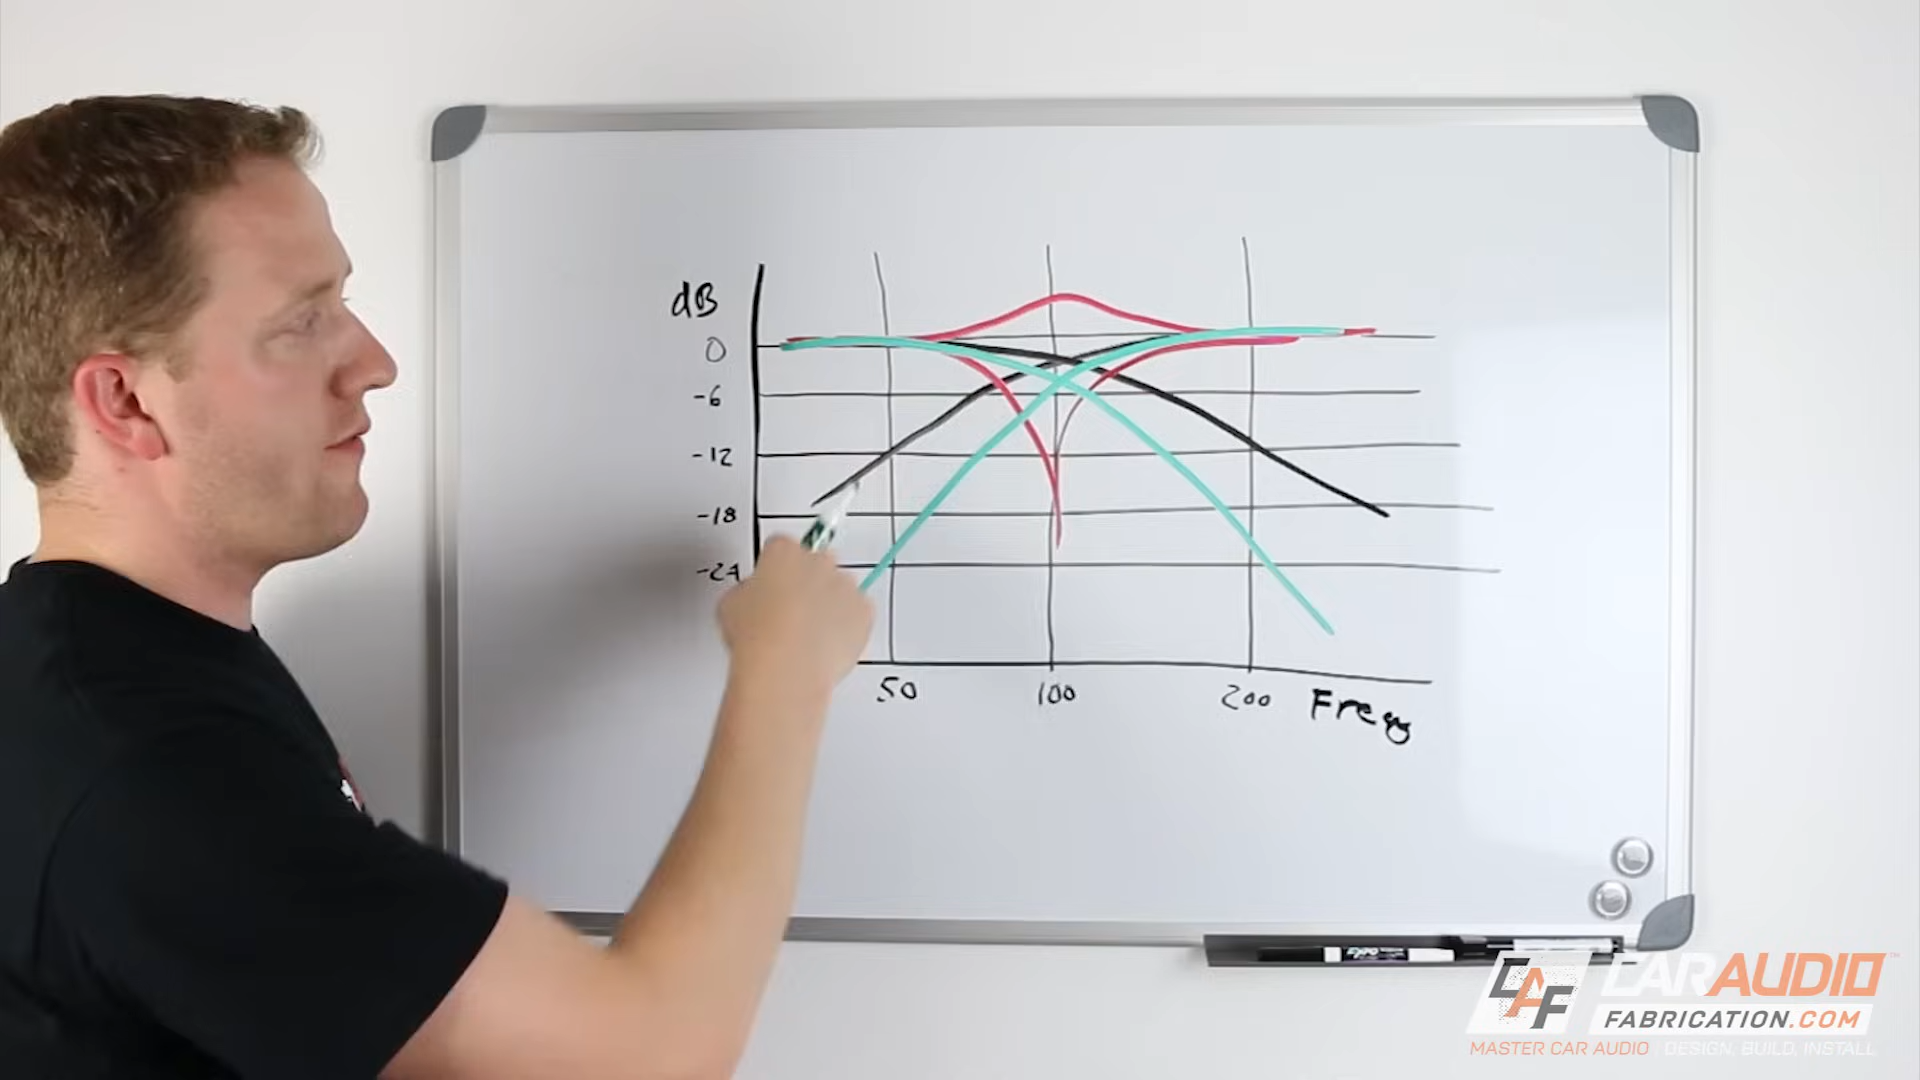 dB
0
-6
-12
-18
-24
50
100
200
Freq
CAF
CARAUDIO™
FABRICATION.COM
MASTER CAR AUDIO DESIGN, BUILD, INSTALL